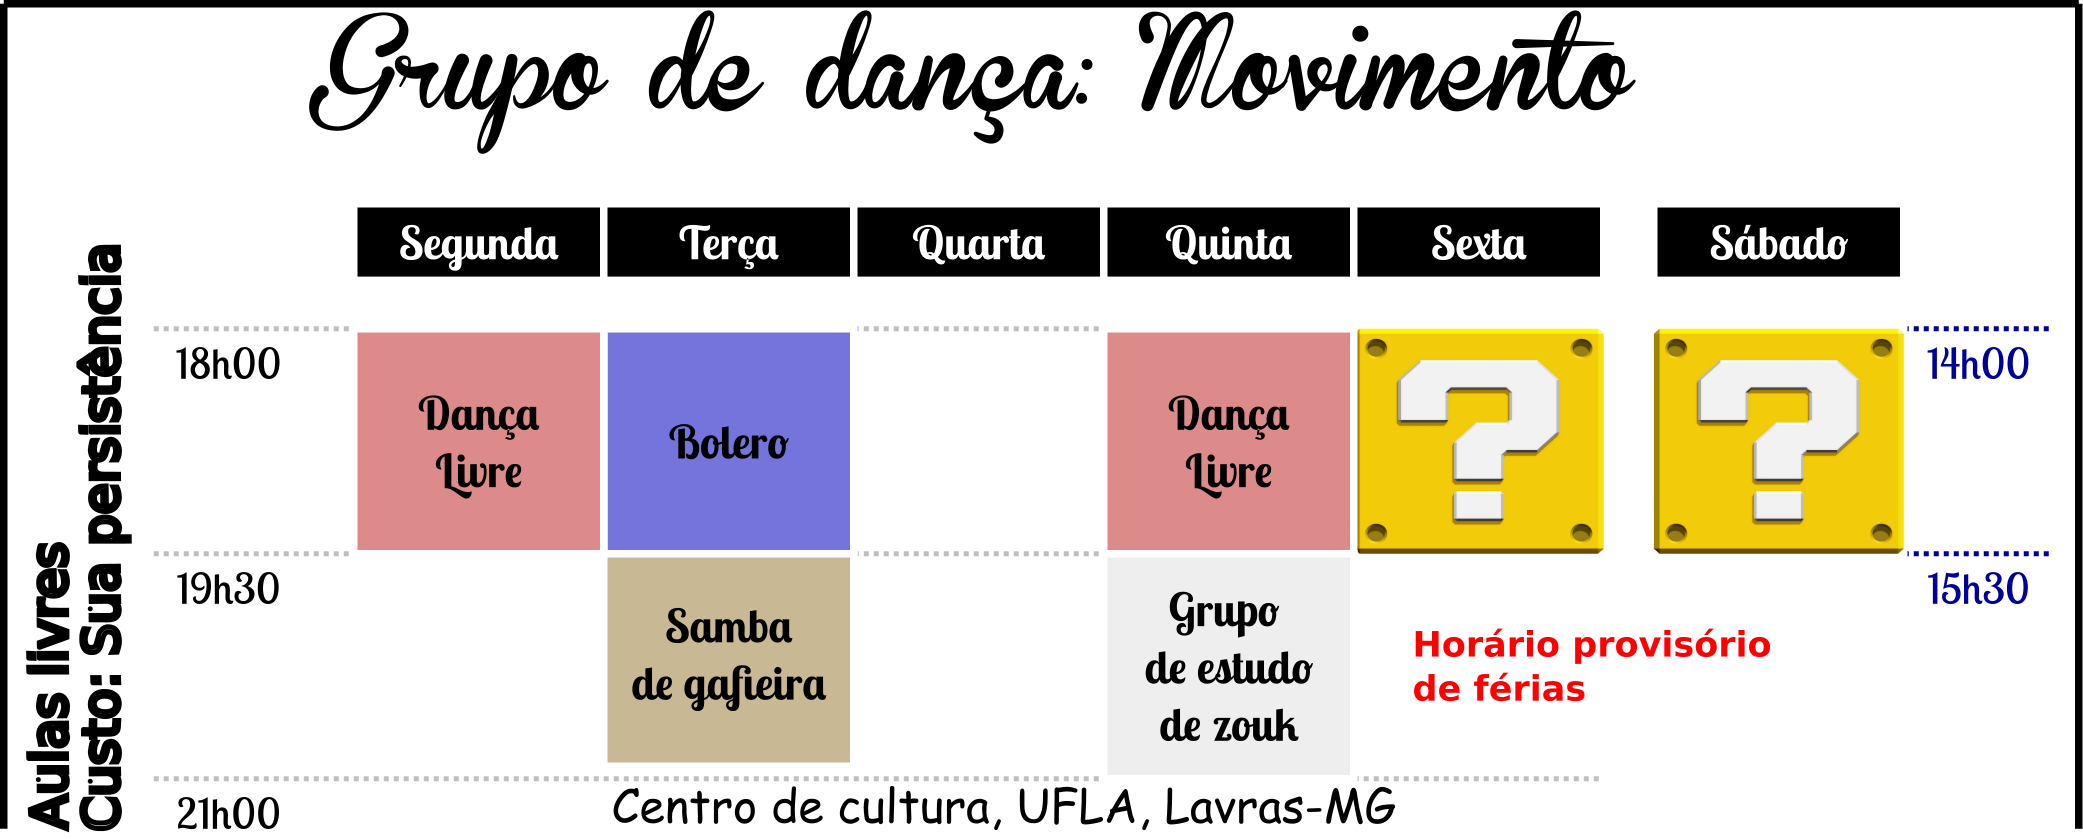 Grupo de dança: Movimento
Segunda Terça Quarta Quinta Sexta Sábado
Aulas livres
Custo: Sua persistência
18h00
Dança
Livre
Bolero
Dança
Livre
?
?
14h00
19h30
Samba
de gafieira
Grupo
de estudo
de zouk
15h30
Horário provisório
de férias
21h00
Centro de cultura, UFLA, Lavras-MG